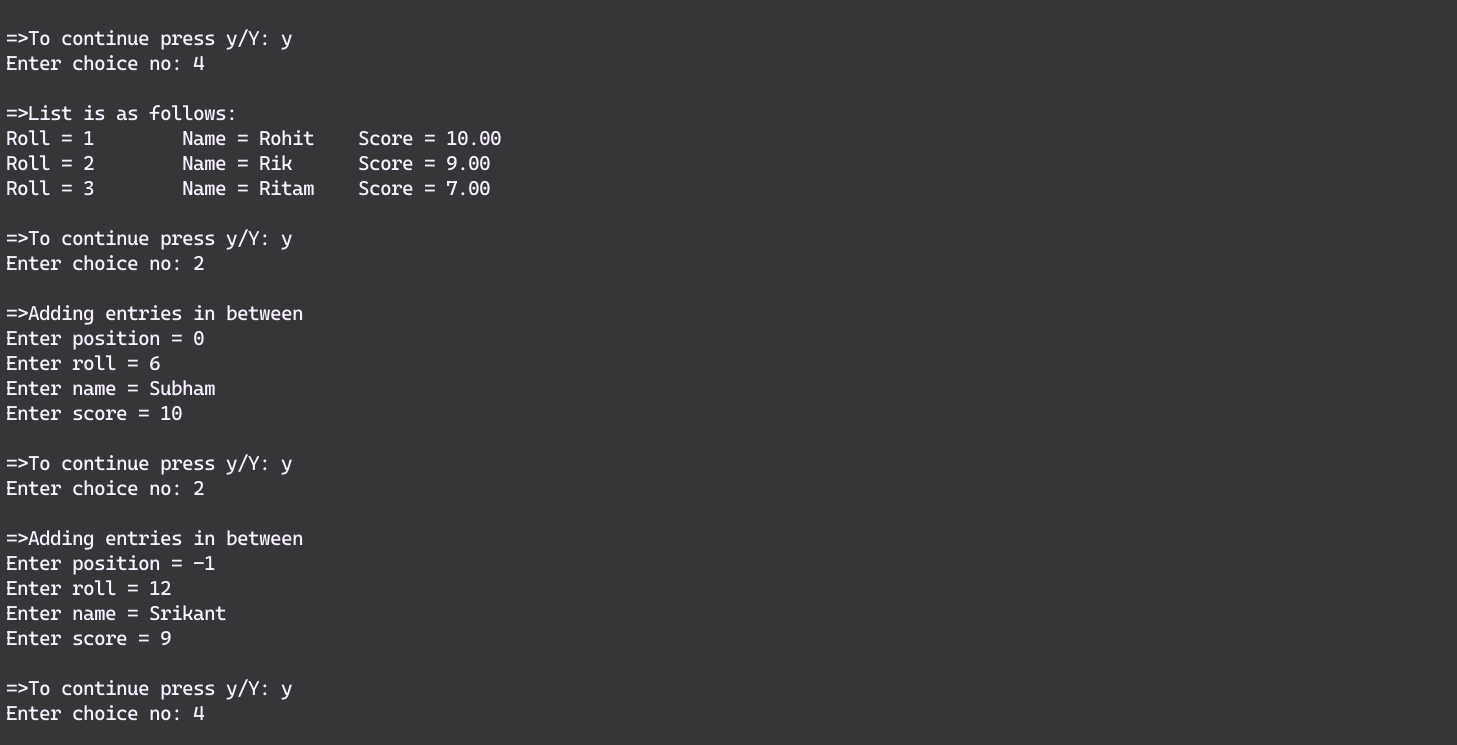 =>To continue press y/Y: y
Enter choice no: 4
=>List is as follows:
Roll = 1        Name = Rohit    Score = 10.00
Roll = 2        Name = Rik      Score = 9.00
Roll = 3        Name = Ritam    Score = 7.00
=>To continue press y/Y: y
Enter choice no: 2
=>Adding entries in between
Enter position = 0
Enter roll = 6
Enter name = Subham
Enter score = 10
=>To continue press y/Y: y
Enter choice no: 2
=>Adding entries in between
Enter position = -1
Enter roll = 12
Enter name = Srikant
Enter score = 9
=>To continue press y/Y: y
Enter choice no: 4